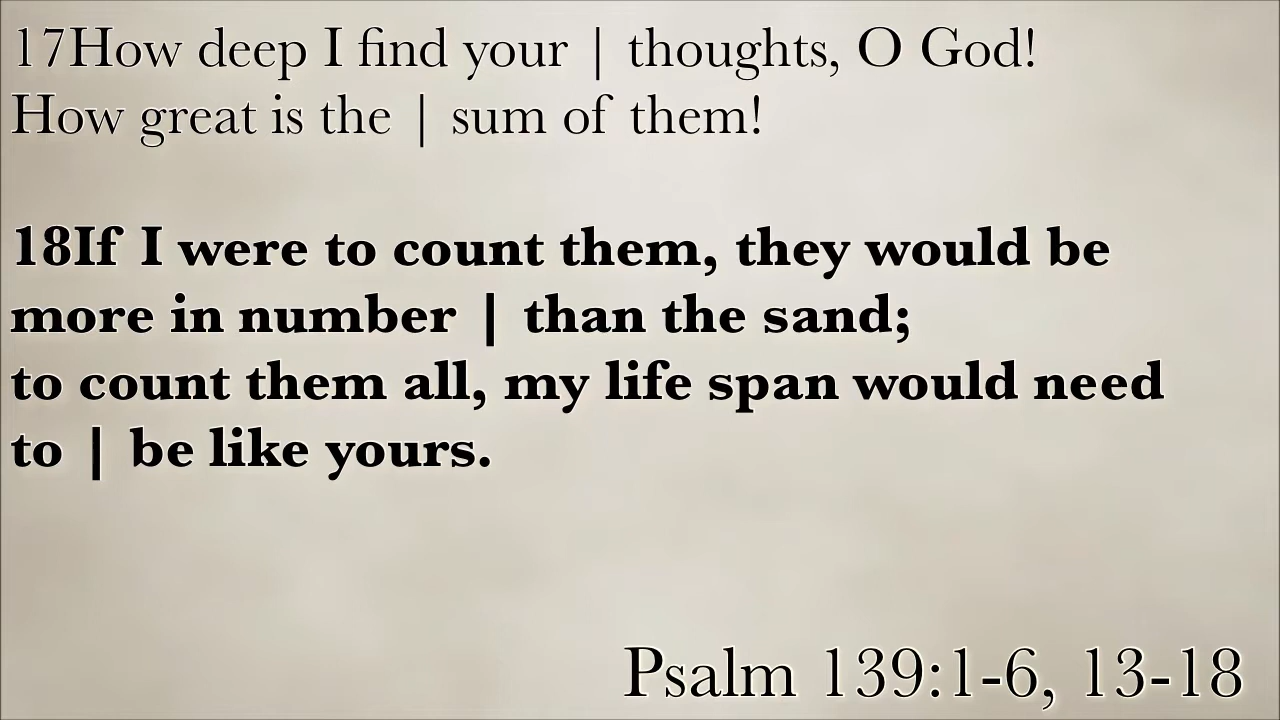 17How deep I find your | thoughts, O God!
How great is the | sum of them!
18If I were to count them, they would be
more in number | than the sand;
to count them all, my life span would need
to | be like yours.
Psalm 139:1-6, 13-18